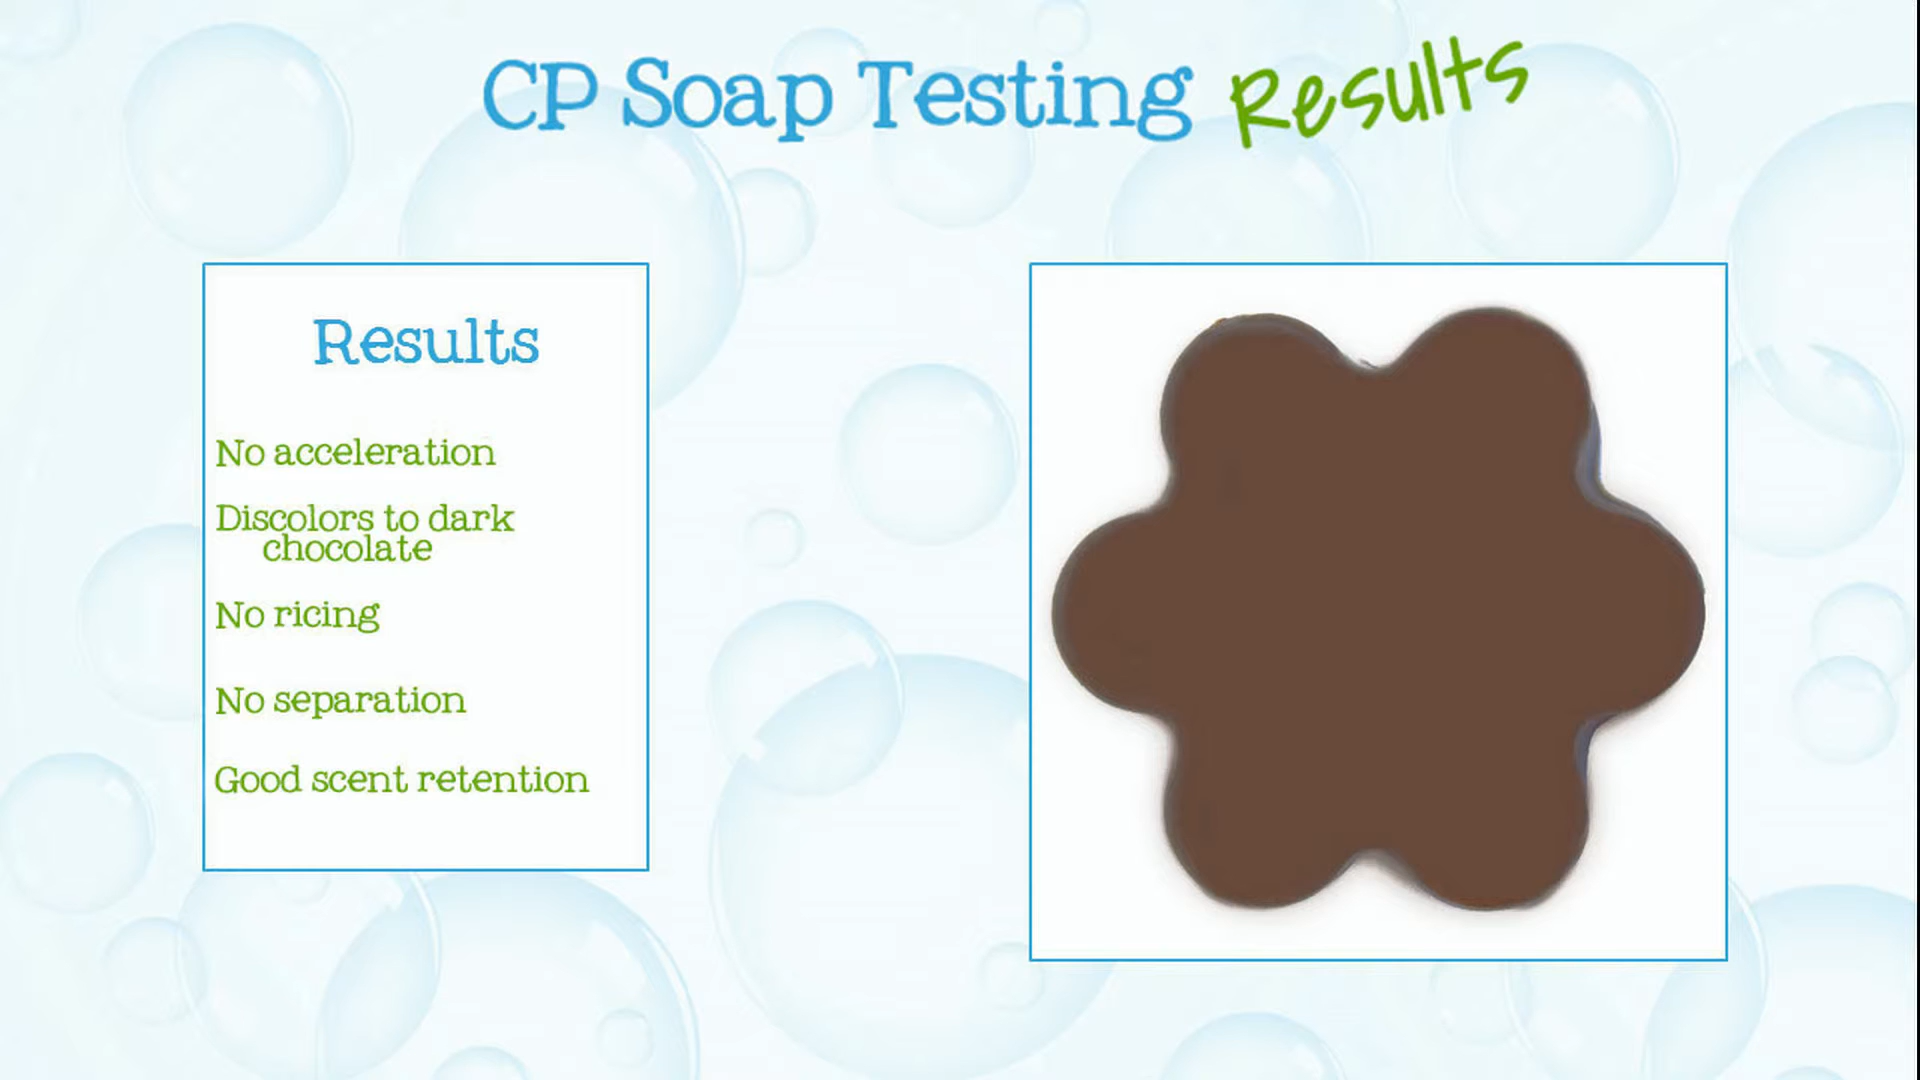 CP Soap Testing Results
Results
No acceleration
Discolors to dark
chocolate
No ricing
No separation
Good scent retention